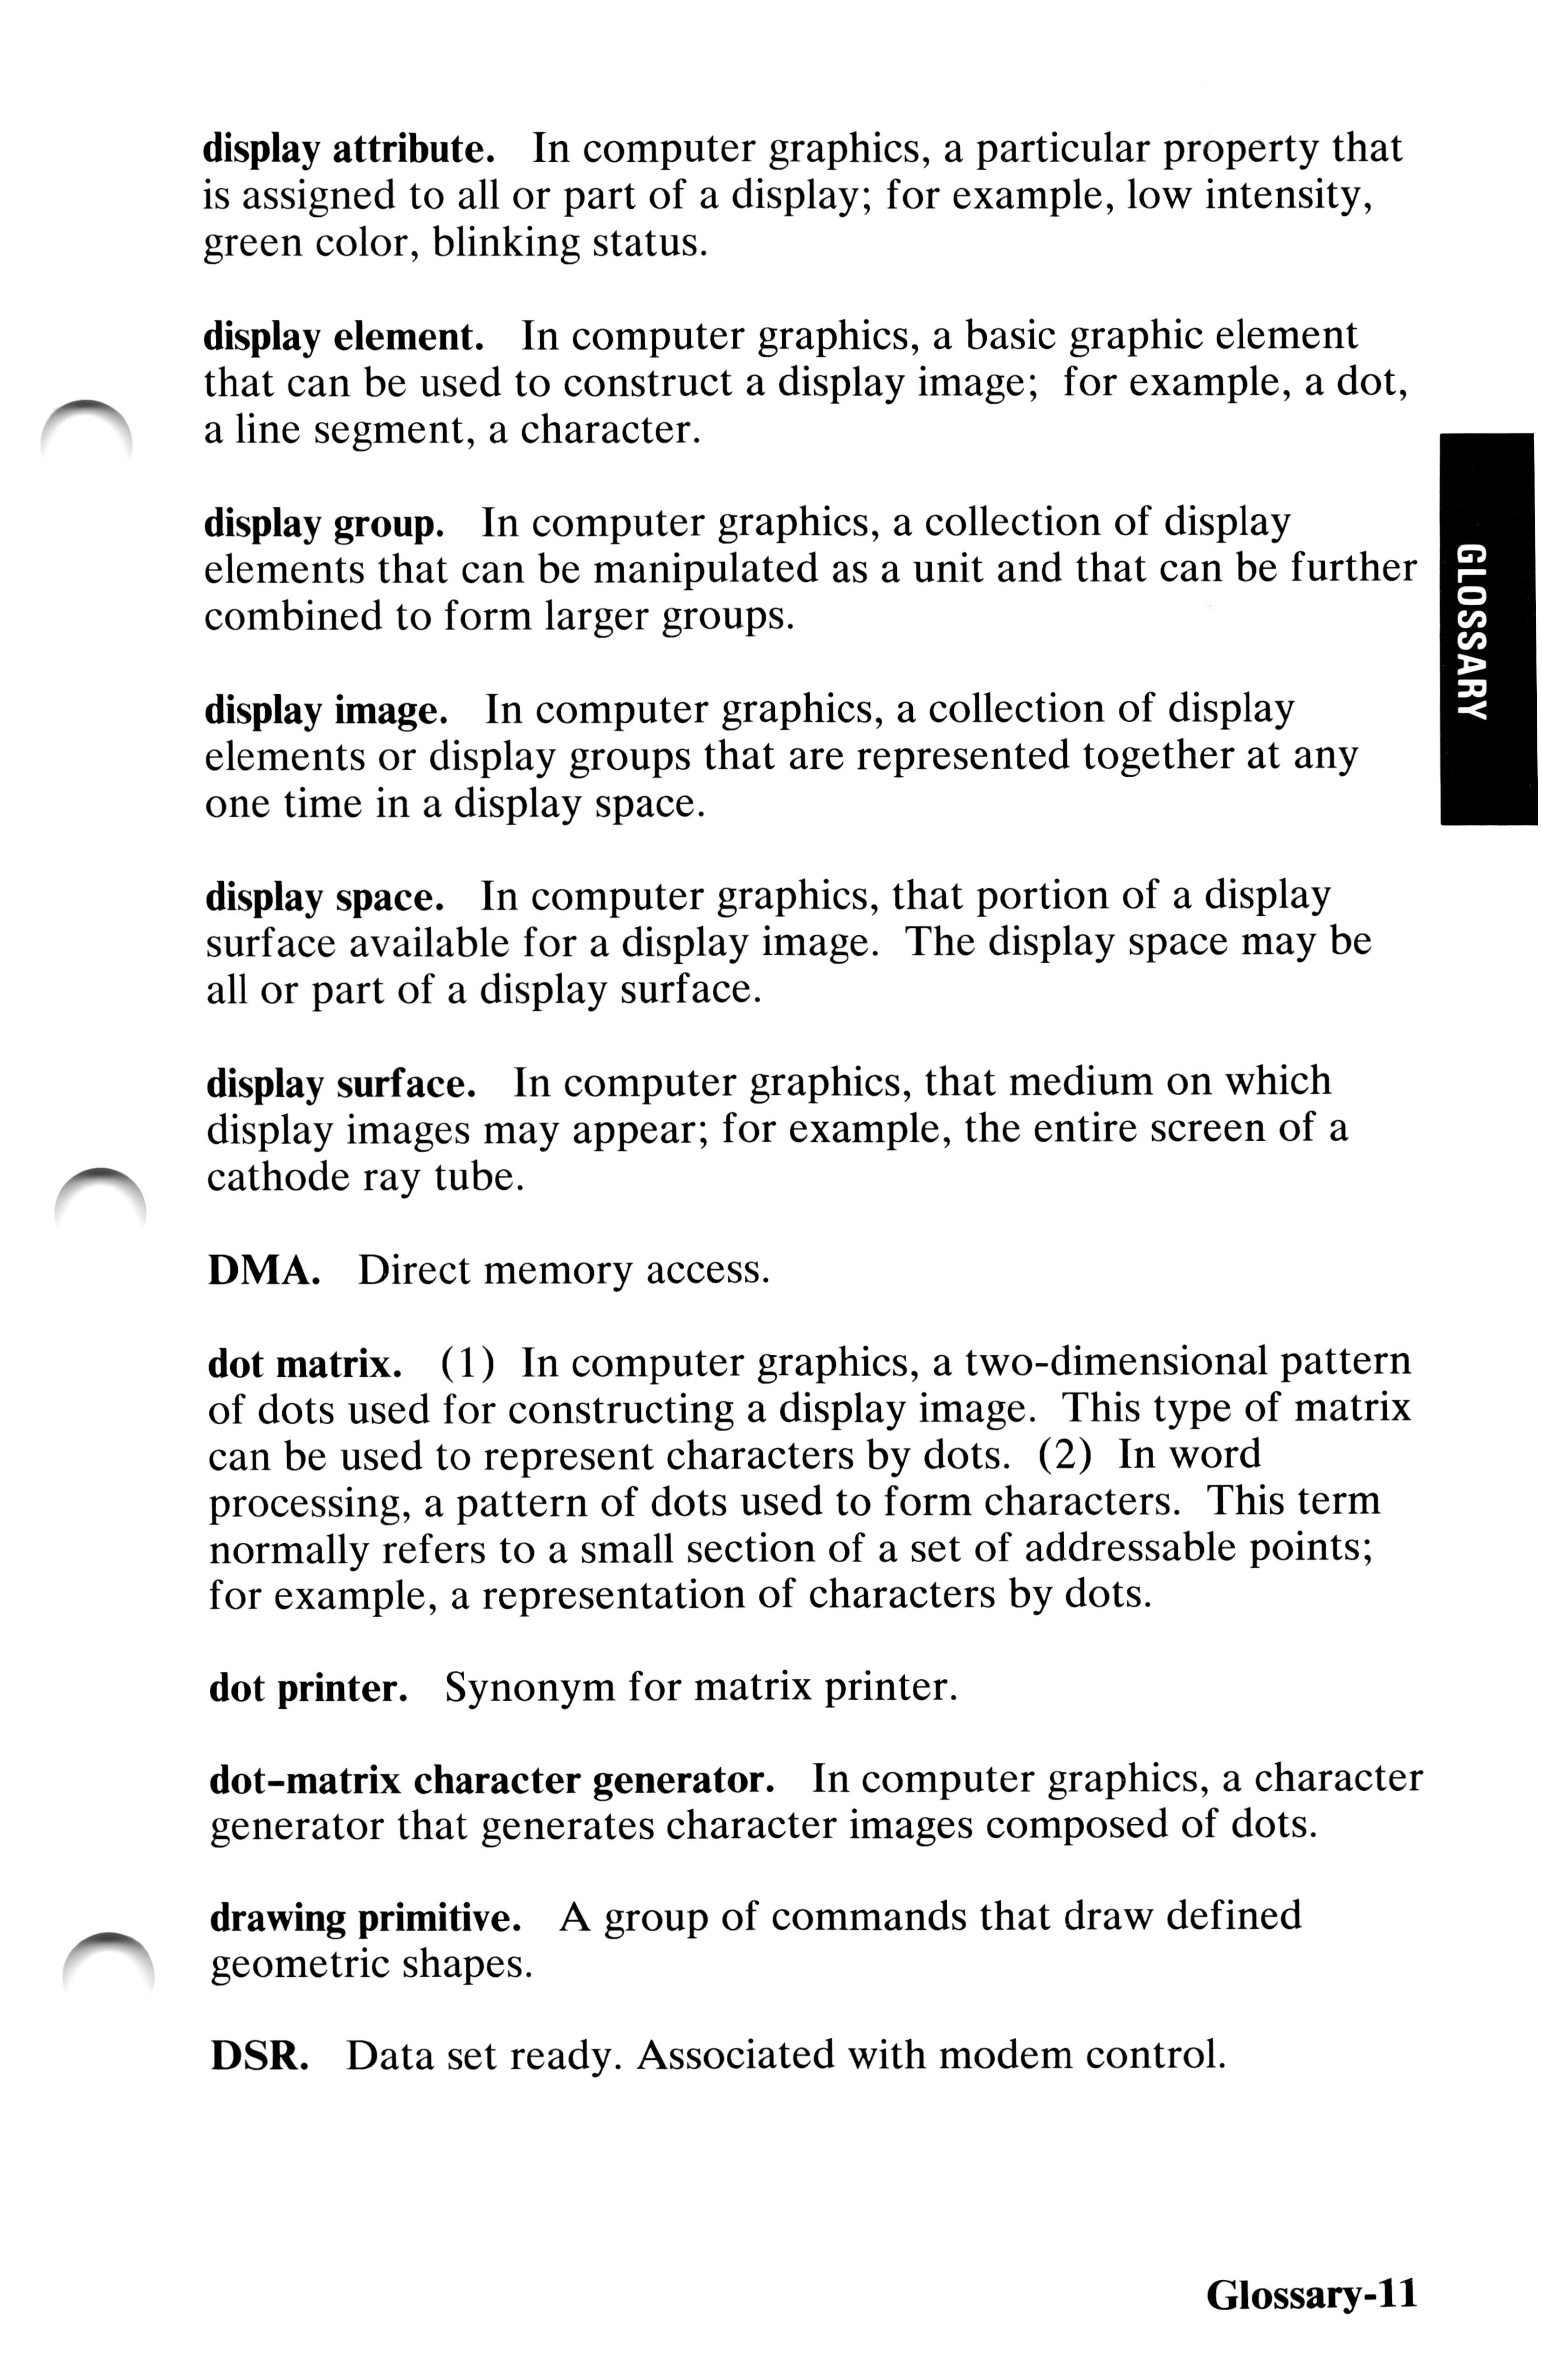 display attribute. In computer graphics, a particular property that
is assigned to all or part of a display; for example, low intensity,
green color, blinking status.
display element. In computer graphics, a basic graphic element
that can be used to construct a display image; for example, a dot,
a line segment, a character.
display group. In computer graphics, a collection of display
elements that can be manipulated as a unit and that can be further
combined to form larger groups.
display image. In computer graphics, a collection of display
elements or display groups that are represented together at any
one time in a display space.
display space. In computer graphics, that portion of a display
surface available for a display image. The display space may be
all or part of a display surface.
display surface. In computer graphics, that medium on which
display images may appear; for example, the entire screen of a
cathode ray tube.
DMA. Direct memory access.
dot matrix. (1) In computer graphics, a two-dimensional pattern
of dots used for constructing a display image. This type of matrix
can be used to represent characters by dots. (2) In word
processing, a pattern of dots used to form characters. This term
normally refers to a small section of a set of addressable points;
for example, a representation of characters by dots.
dot printer. Synonym for matrix printer.
dot-matrix character generator. In computer graphics, a character
generator that generates character images composed of dots.
drawing primitive. A group of commands that draw defined
geometric shapes.
DSR. Data set ready. Associated with modem control.
GLOSSARY
Glossary-11